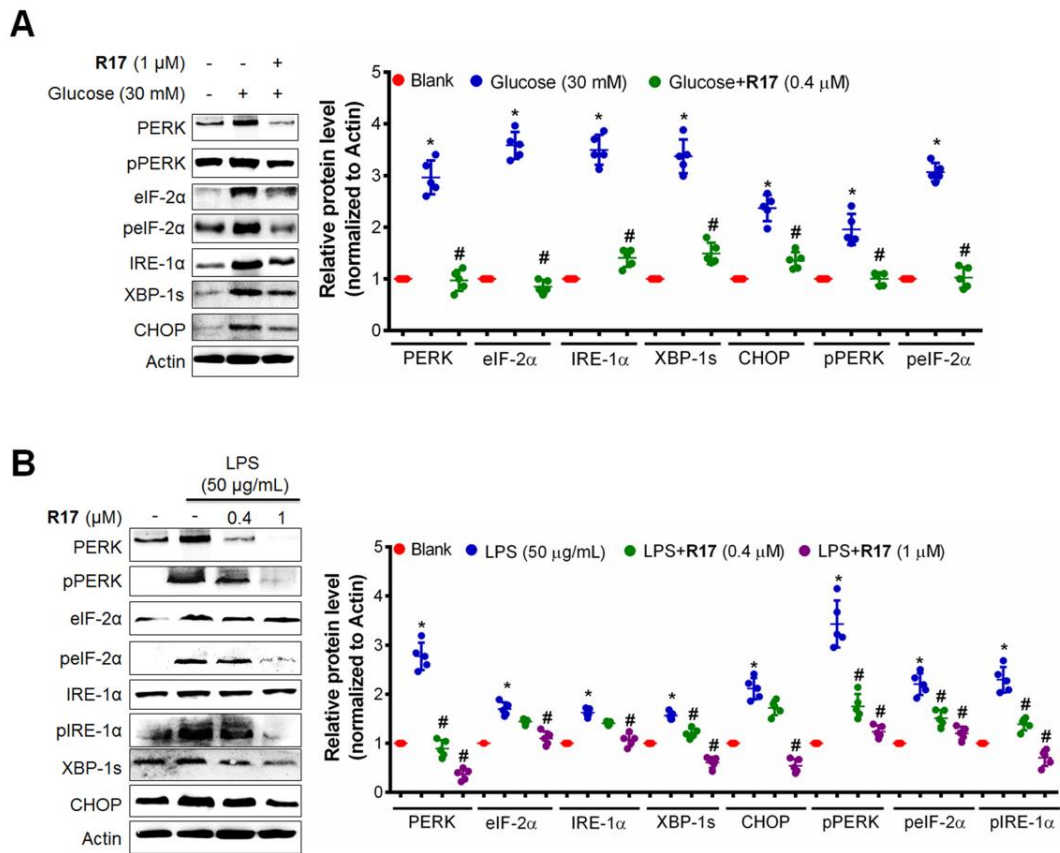 A
R17 (1 μM) - - +
Glucose (30 mM) - + +
PERK
pPERK
eIF-2α
peIF-2α
IRE-1α
XBP-1s
CHOP
Actin
Blank Glucose (30 mM) Glucose+R17 (0.4 μM)
Relative protein level
(normalized to Actin)
5
4
3
2
1
0
* * * * * * *
# # # # # # #
PERK eIF-2α IRE-1α XBP-1s CHOP pPERK peIF-2α
B
LPS
(50 μg/mL)
R17 (μM) - - 0.4 1
PERK
pPERK
eIF-2α
peIF-2α
IRE-1α
pIRE-1α
XBP-1s
CHOP
Actin
Blank LPS (50 μg/mL) LPS+R17 (0.4 μM) LPS+R17 (1 μM)
Relative protein level
(normalized to Actin)
5
4
3
2
1
0
* * * * * * * *
# # # # # # # # # # # # #
PERK eIF-2α IRE-1α XBP-1s CHOP pPERK peIF-2α pIRE-1α